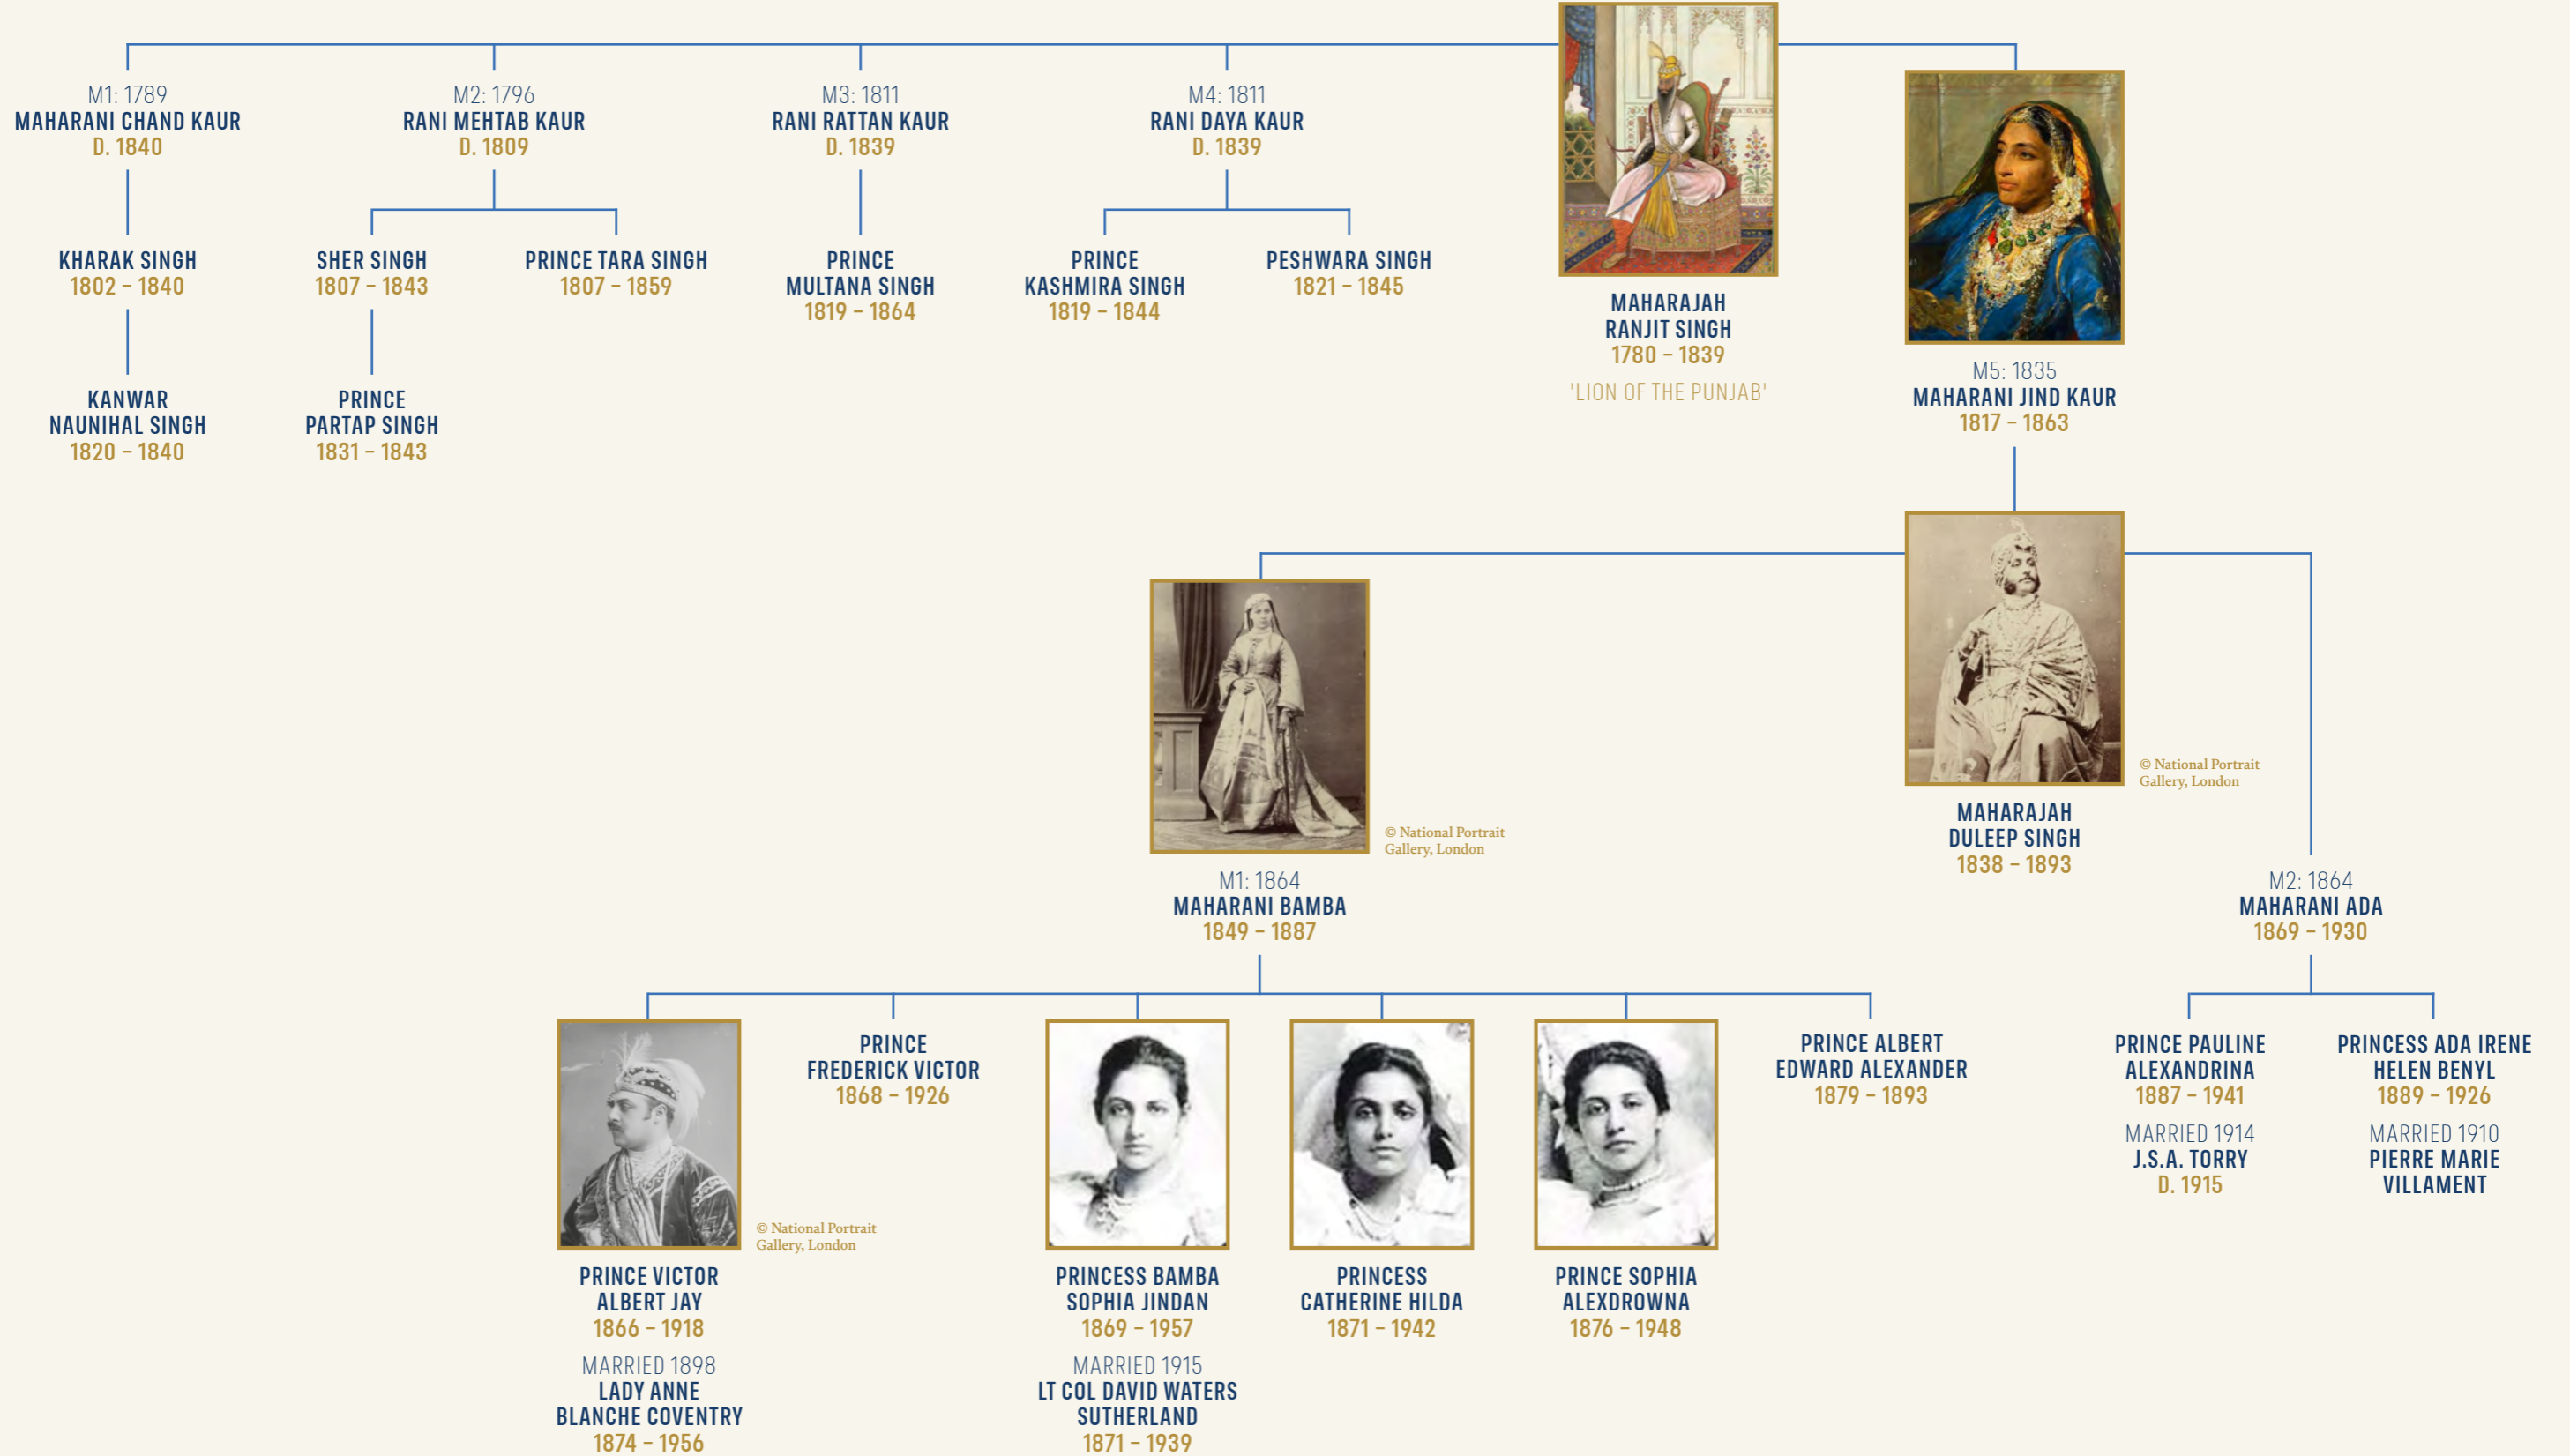 M1: 1789
MAHARANI CHAND KAUR
D. 1840
M2: 1796
RANI MEHTAB KAUR
D. 1809
M3: 1811
RANI RATTAN KAUR
D. 1839
M4: 1811
RANI DAYA KAUR
D. 1839
KHARAK SINGH
1802 – 1840
SHER SINGH
1807 – 1843
PRINCE TARA SINGH
1807 – 1859
PRINCE
MULTANA SINGH
1819 – 1864
PRINCE
KASHMIRA SINGH
1819 – 1844
PESHWARA SINGH
1821 – 1845
MAHARAJAH
RANJIT SINGH
1780 – 1839
'LION OF THE PUNJAB'
M5: 1835
MAHARANI JIND KAUR
1817 – 1863
KANWAR
NAUNIHAL SINGH
1820 – 1840
PRINCE
PARTAP SINGH
1831 – 1843
© National Portrait
Gallery, London
MAHARAJAH
DULEEP SINGH
1838 – 1893
© National Portrait
Gallery, London
M1: 1864
MAHARANI BAMBA
1849 – 1887
M2: 1864
MAHARANI ADA
1869 – 1930
© National Portrait
Gallery, London
PRINCE VICTOR
ALBERT JAY
1866 – 1918
MARRIED 1898
LADY ANNE
BLANCHE COVENTRY
1874 – 1956
PRINCE
FREDERICK VICTOR
1868 – 1926
PRINCESS BAMBA
SOPHIA JINDAN
1869 – 1957
MARRIED 1915
LT COL DAVID WATERS
SUTHERLAND
1871 – 1939
PRINCESS
CATHERINE HILDA
1871 – 1942
PRINCE SOPHIA
ALEXDROWNA
1876 – 1948
PRINCE ALBERT
EDWARD ALEXANDER
1879 – 1893
PRINCE PAULINE
ALEXANDRINA
1887 – 1941
MARRIED 1914
J.S.A. TORRY
D. 1915
PRINCESS ADA IRENE
HELEN BENYL
1889 – 1926
MARRIED 1910
PIERRE MARIE
VILLAMENT